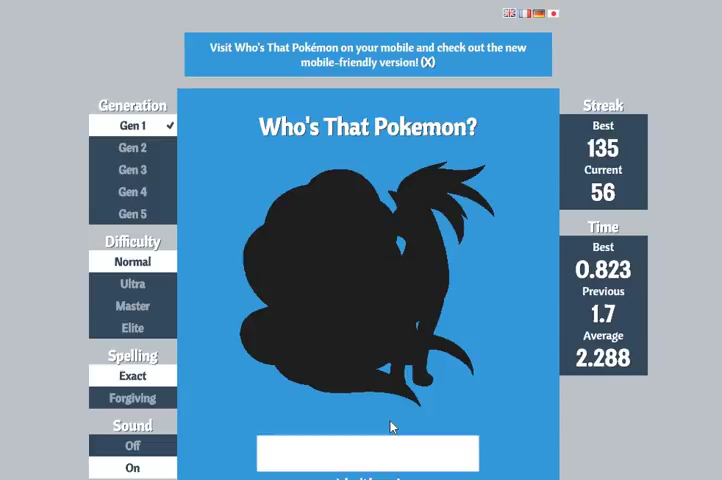 Visit Who's That Pokémon on your mobile and check out the new
mobile-friendly version! (X)
Generation
Gen 1 ✔
Gen 2
Gen 3
Gen 4
Gen 5
Difficulty
Normal
Ultra
Master
Elite
Spelling
Exact
Forgiving
Sound
Off
On
Who's That Pokemon?
Streak
Best
135
Current
56
Time
Best
0.823
Previous
1.7
Average
2.288